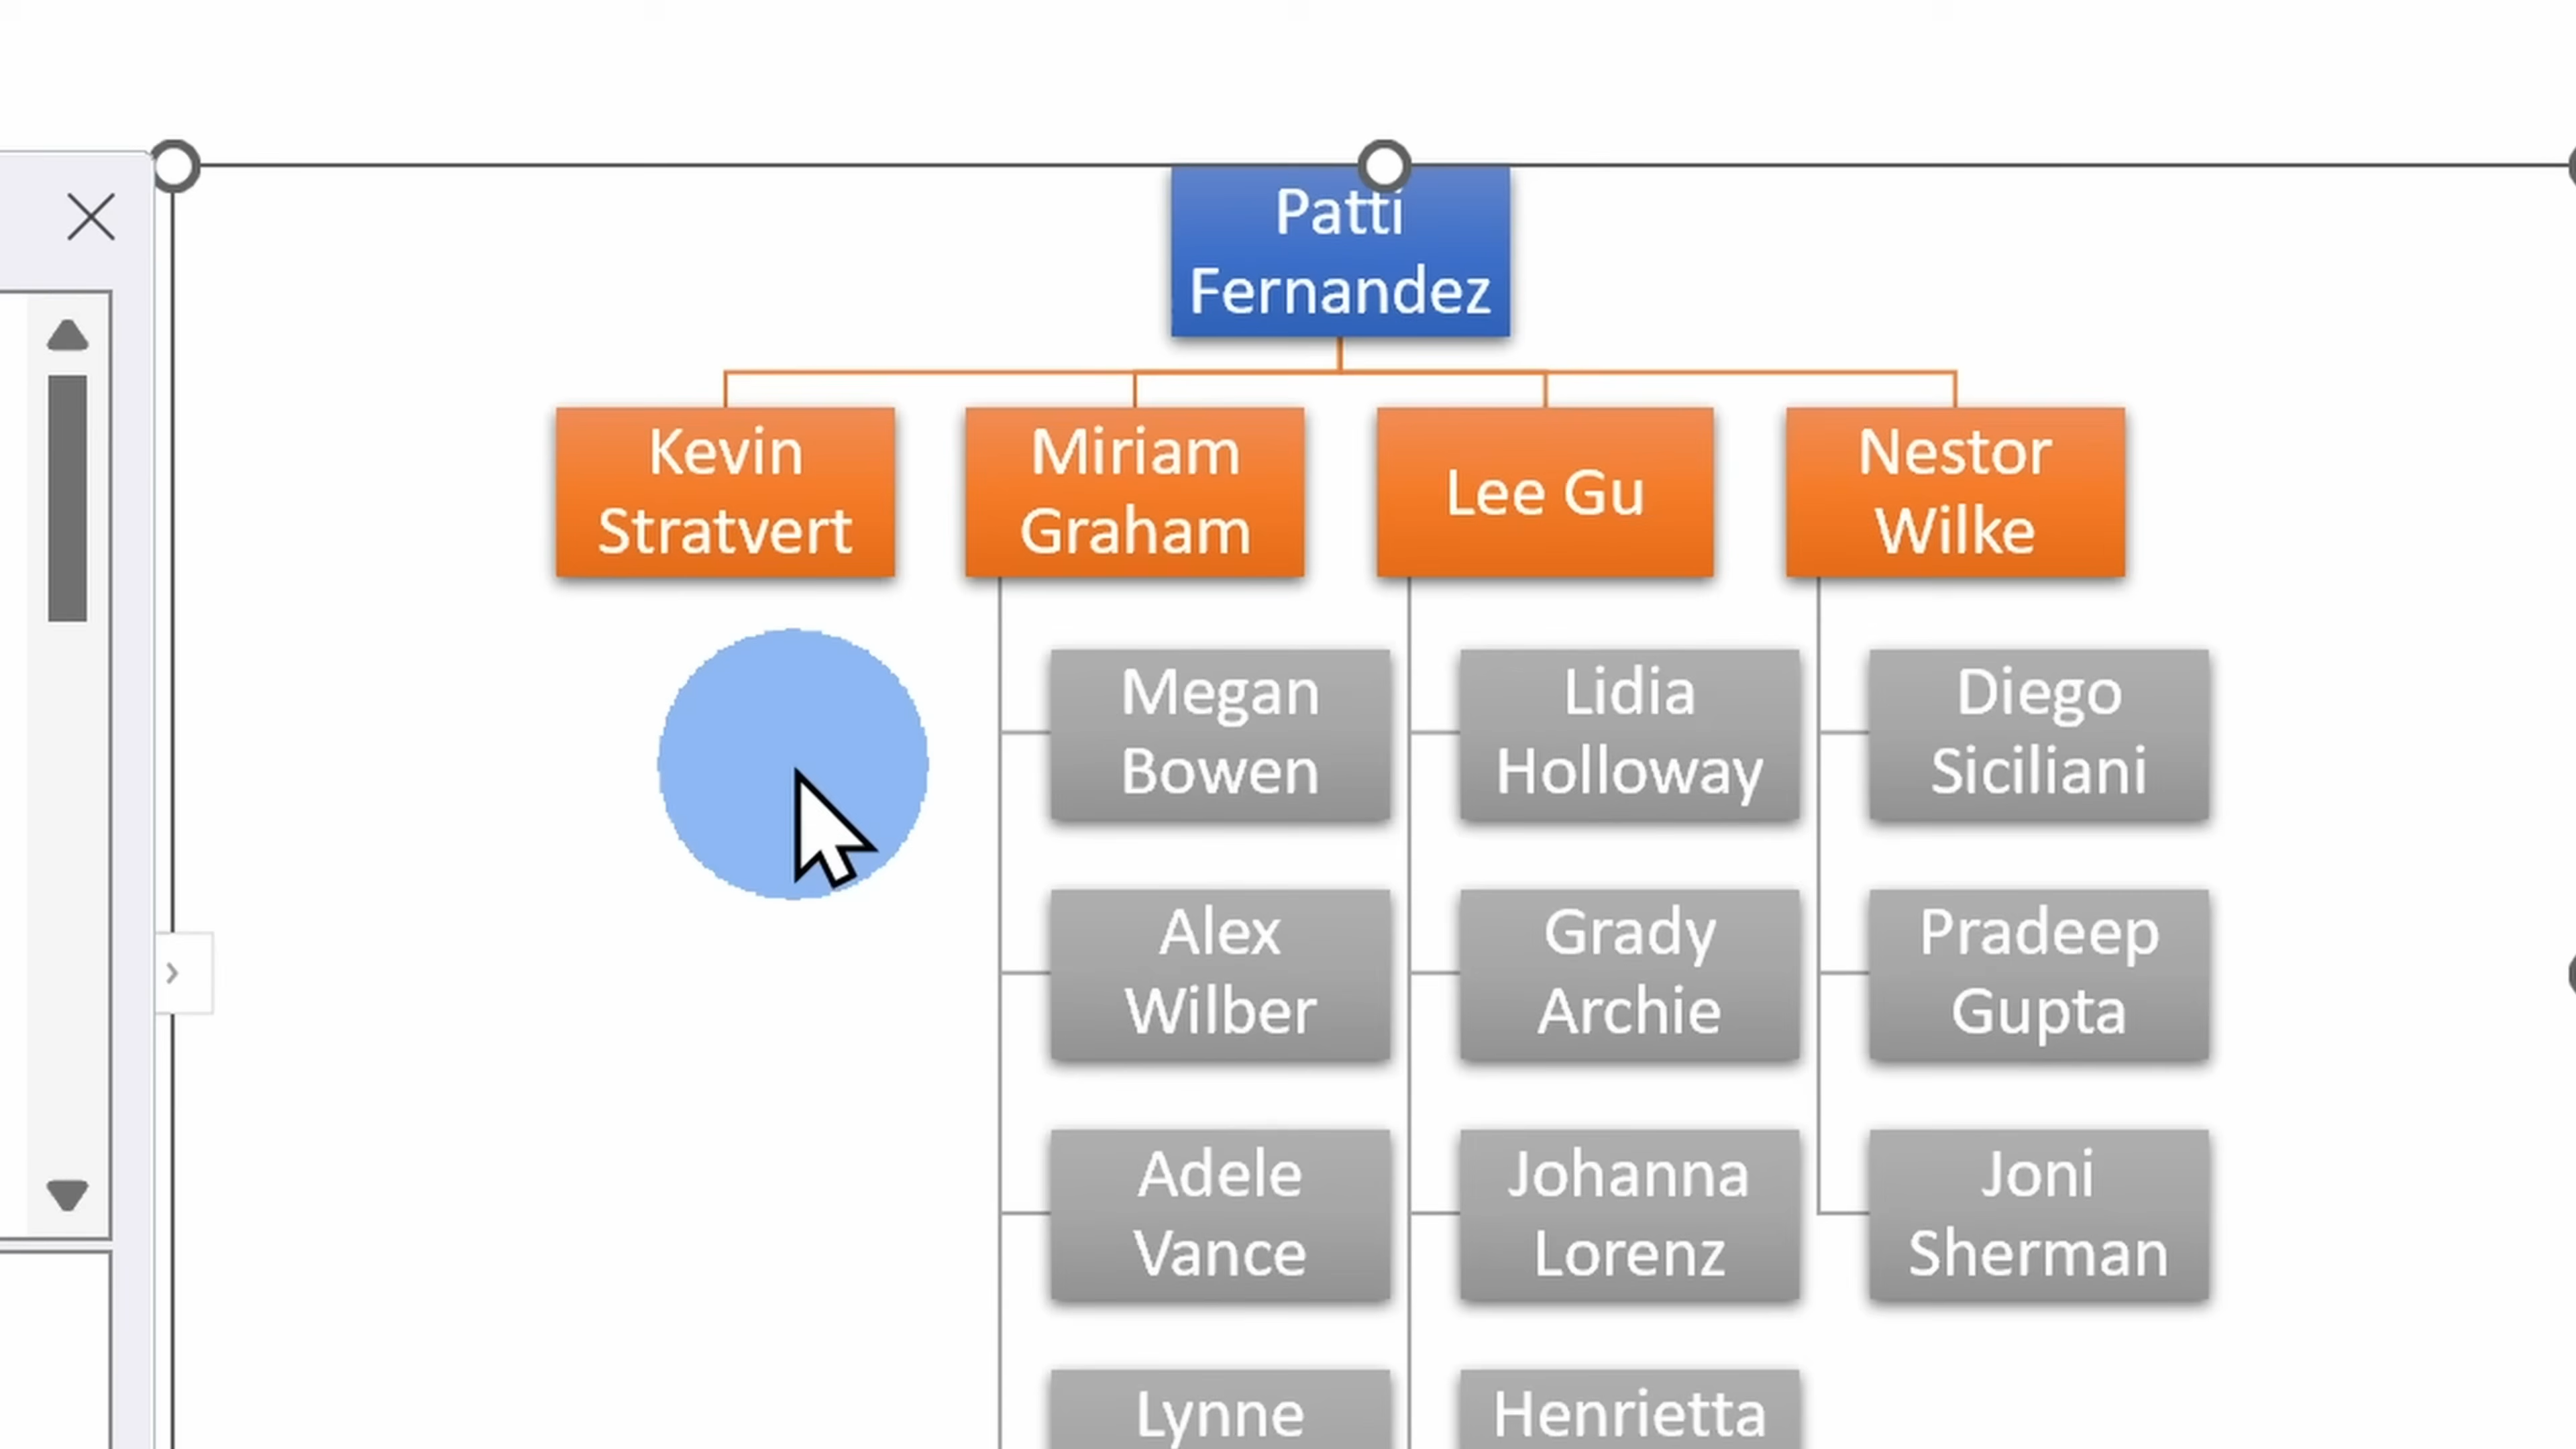 Patti
Fernandez
Kevin
Stratvert
Miriam
Graham
Lee Gu
Nestor
Wilke
Megan
Bowen
Lidia
Holloway
Diego
Siciliani
Alex
Wilber
Grady
Archie
Pradeep
Gupta
Adele
Vance
Johanna
Lorenz
Joni
Sherman
Lynne
Henrietta